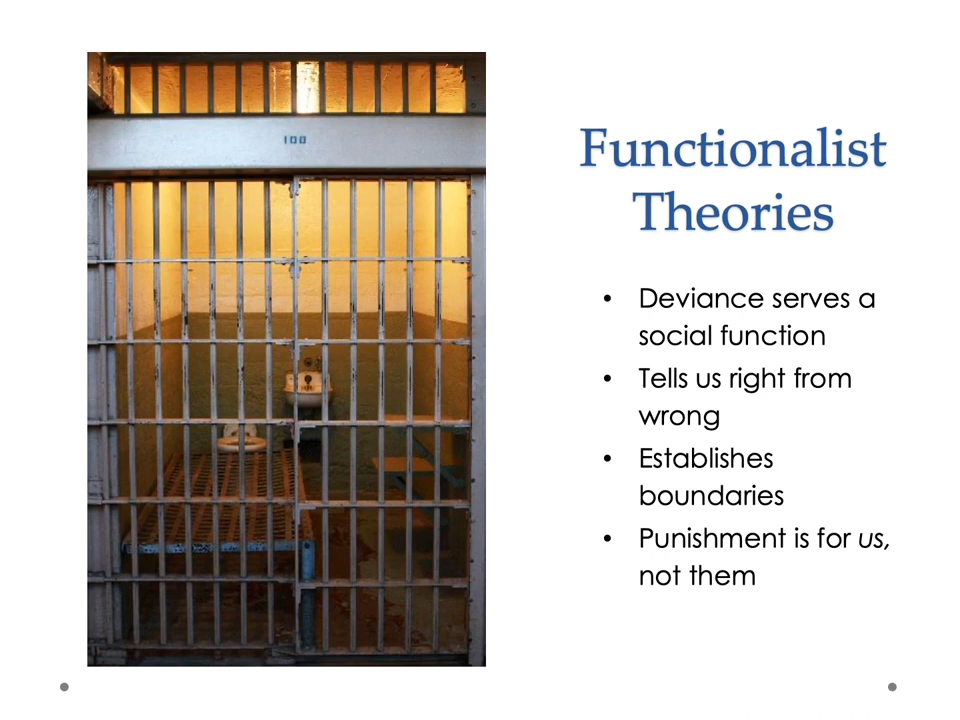 100
Functionalist
Theories
• Deviance serves a
social function
• Tells us right from
wrong
• Establishes
boundaries
• Punishment is for us,
not them